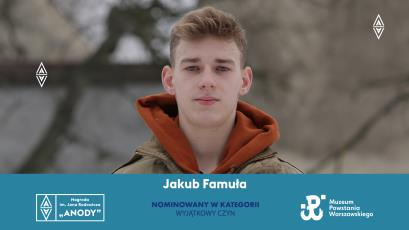 Jakub Famuła
NOMINOWANY W KATEGORII
WYJĄTKOWY CZYN
Nagroda
im. Jana Rodowicza
„ANODY”
Muzeum
Powstania
Warszawskiego